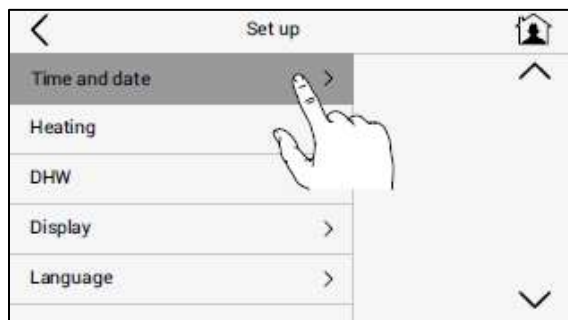 Set up
Time and date
Heating
DHW
Display
Language